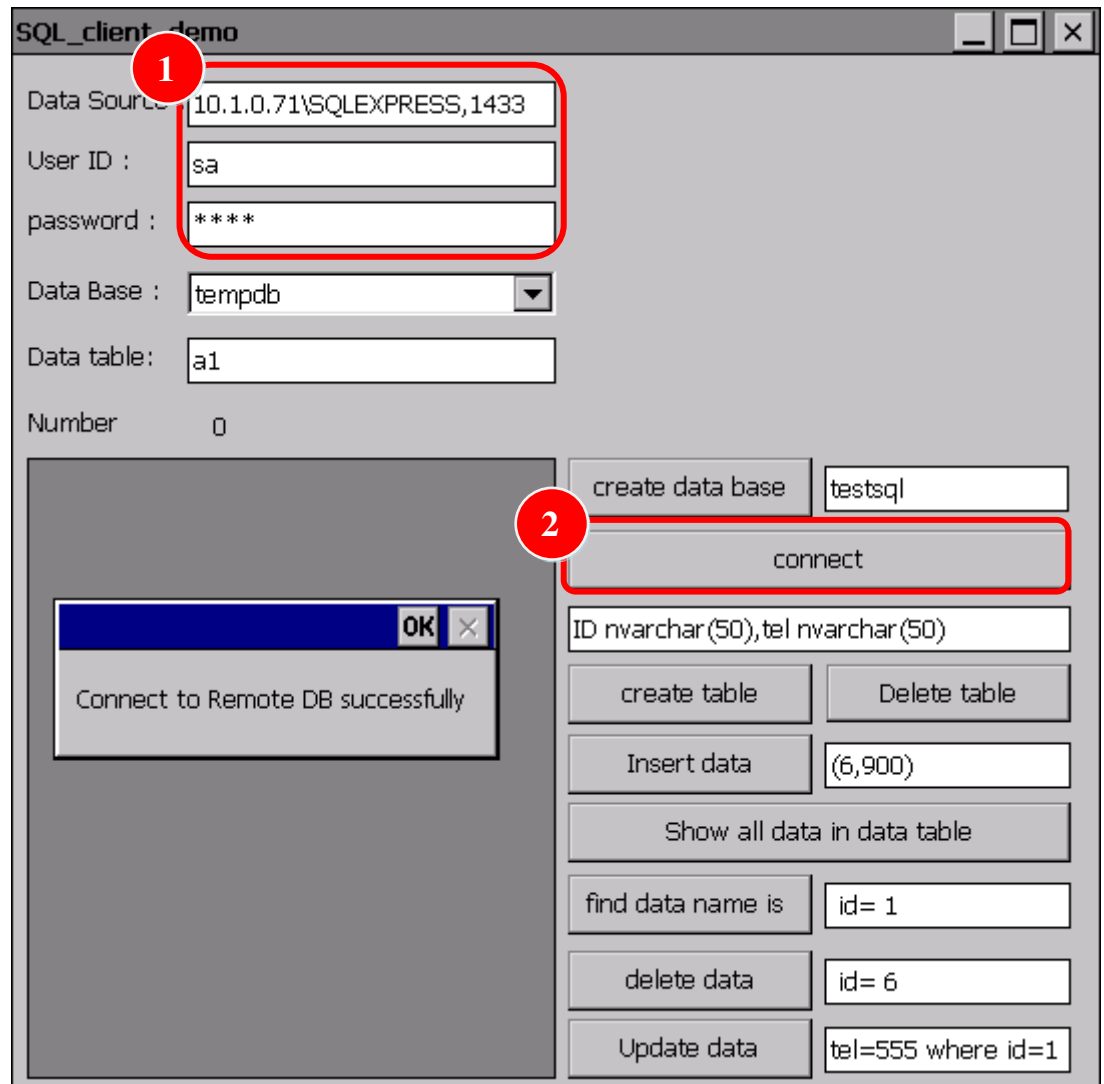 SQL_client_demo
1
Data Source
10.1.0.71\SQLEXPRESS,1433
User ID :
sa
password :
****
Data Base :
tempdb
Data table:
a1
Number
0
create data base
testsql
2
connect
OK
Connect to Remote DB successfully
ID nvarchar(50),tel nvarchar(50)
create table
Delete table
Insert data
(6,900)
Show all data in data table
find data name is
id= 1
delete data
id= 6
Update data
tel=555 where id=1